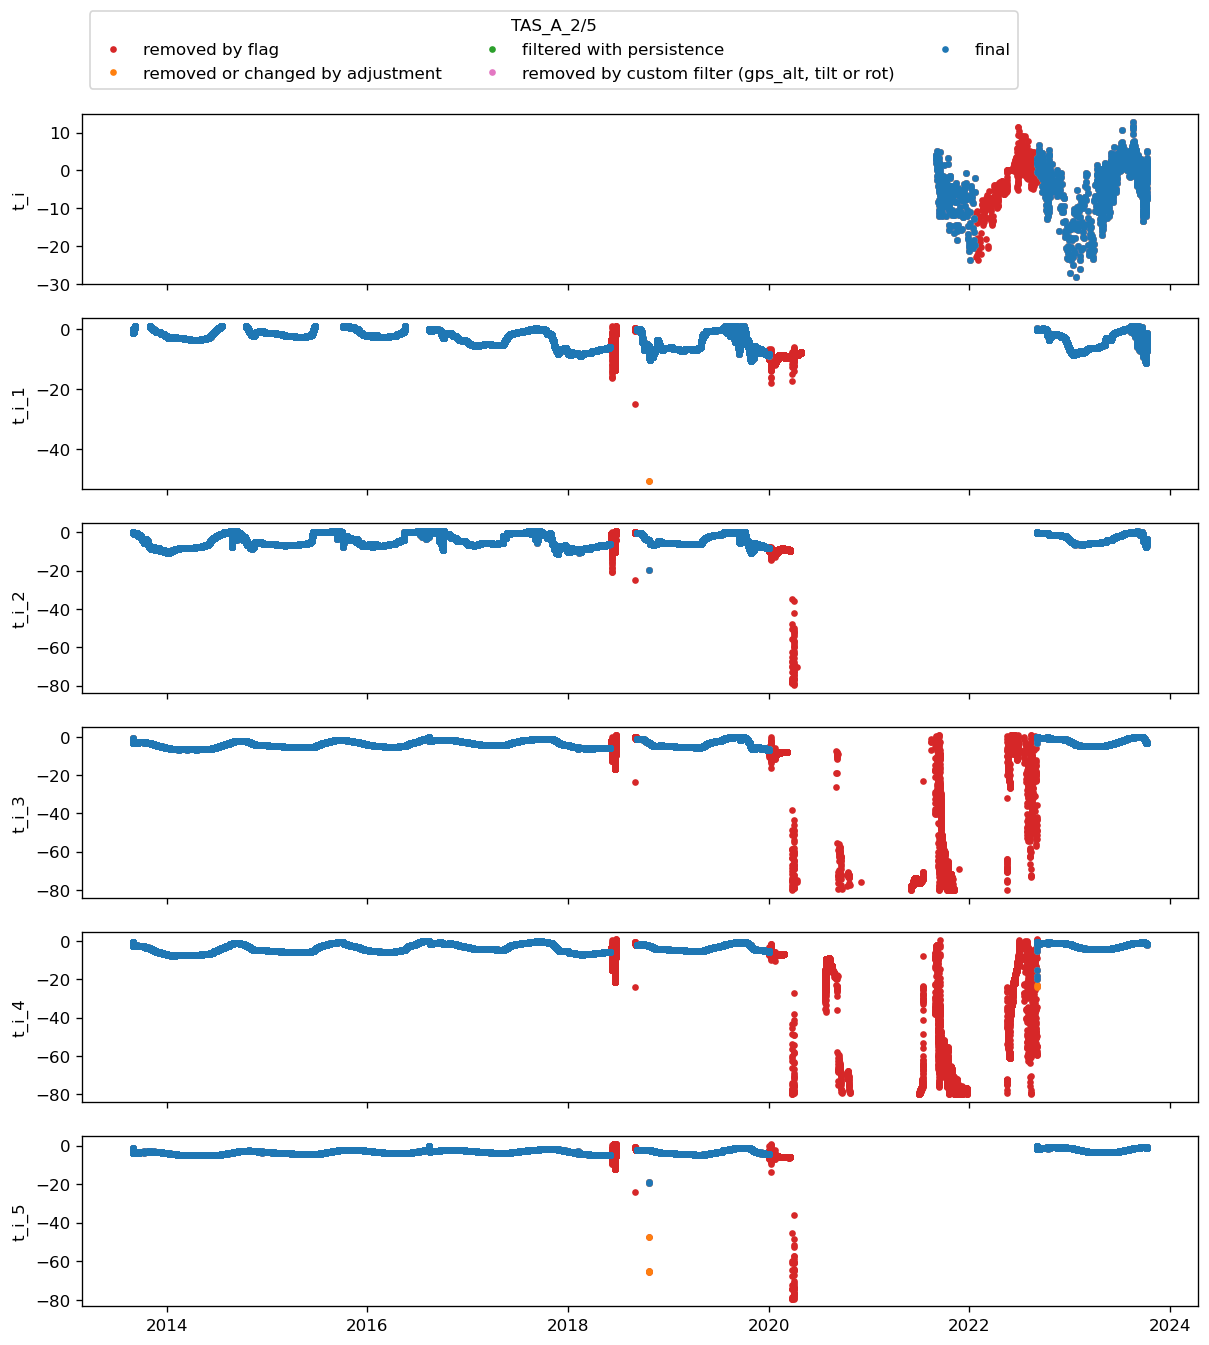 TAS_A_2/5
removed by flag
filtered with persistence
final
removed or changed by adjustment
removed by custom filter (gps_alt, tilt or rot)
10
0
−10
−20
−30
t_i
0
−20
−40
t_i_1
0
−20
−40
−60
−80
t_i_2
0
−20
−40
−60
−80
t_i_3
0
−20
−40
−60
−80
t_i_4
0
−20
−40
−60
−80
t_i_5
2014 2016 2018 2020 2022 2024